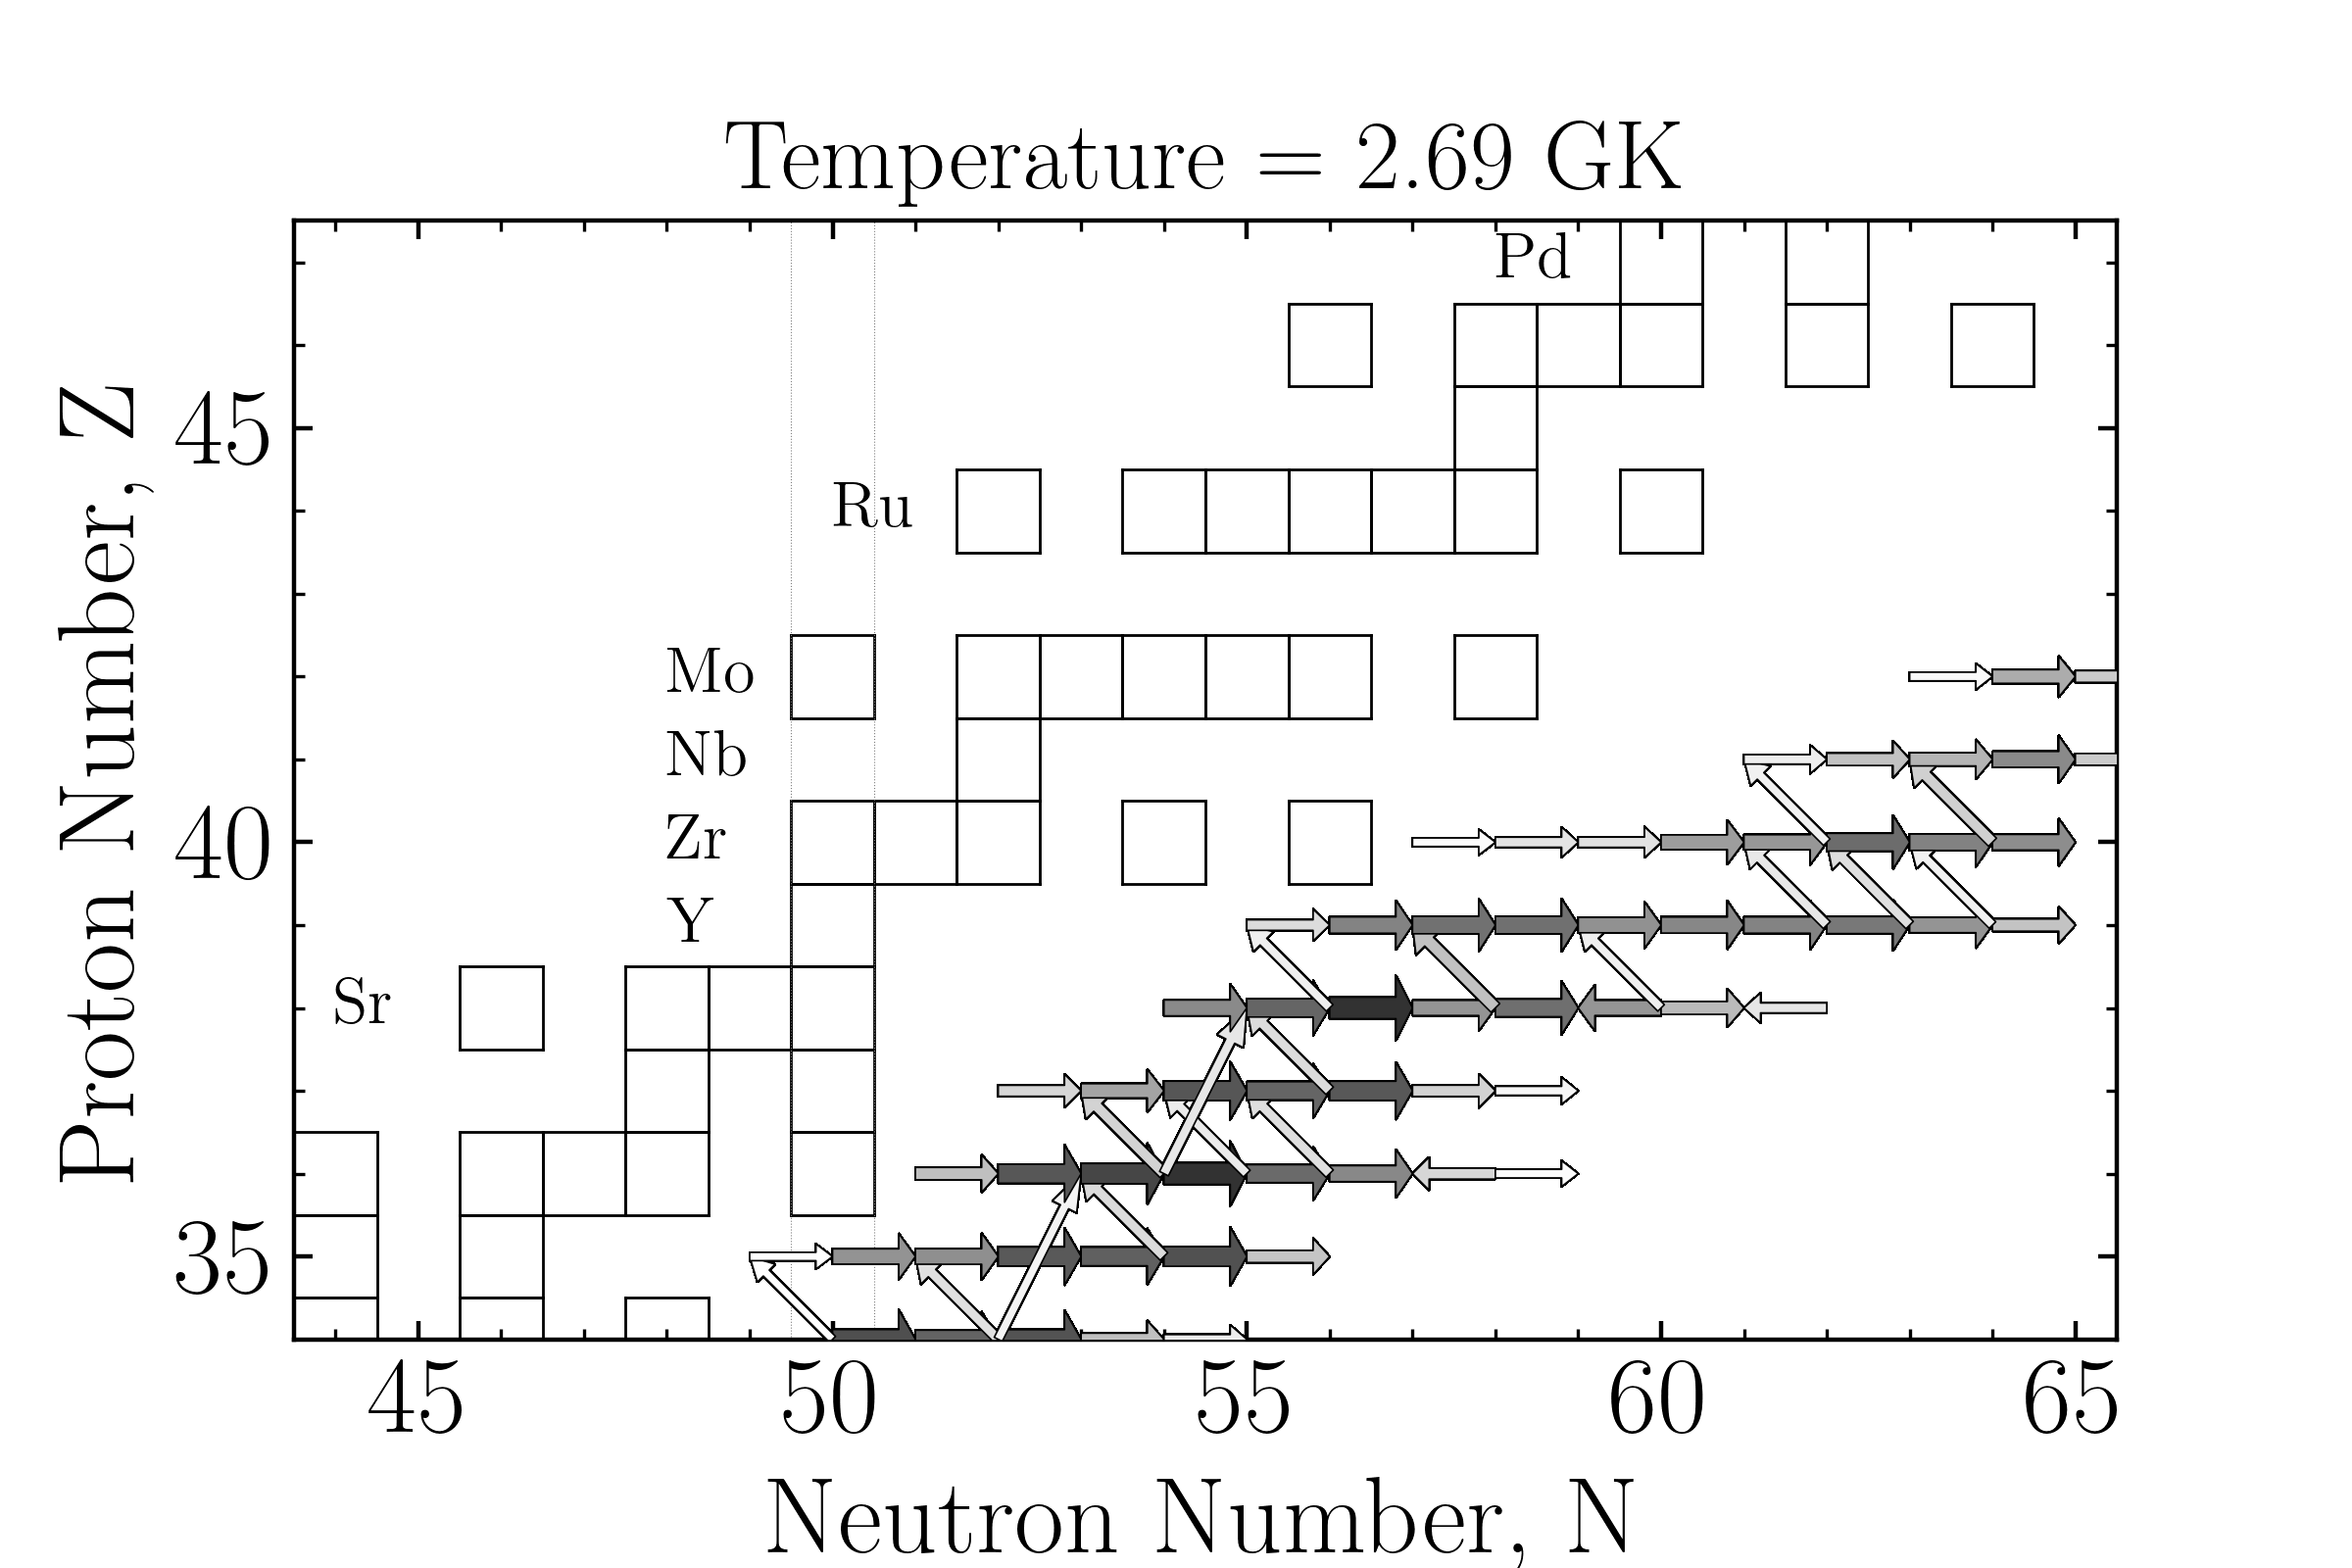 Temperature = 2.69 GK
Pd
45
Ru
Mo
Nb
40
Zr
Y
Sr
35
45 50 55 60 65
Proton Number, Z
Neutron Number, N